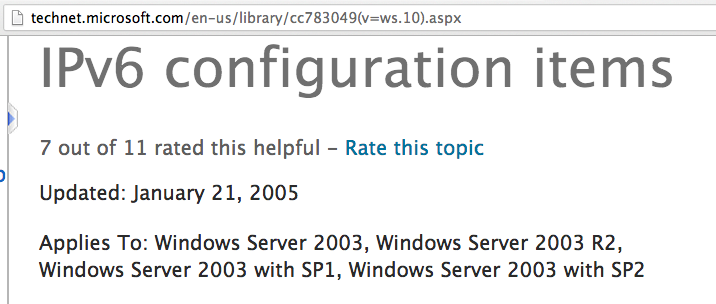 technet.microsoft.com/en-us/library/cc783049(v=ws.10).aspx
IPv6 configuration items
7 out of 11 rated this helpful – Rate this topic
Updated: January 21, 2005
Applies To: Windows Server 2003, Windows Server 2003 R2,
Windows Server 2003 with SP1, Windows Server 2003 with SP2